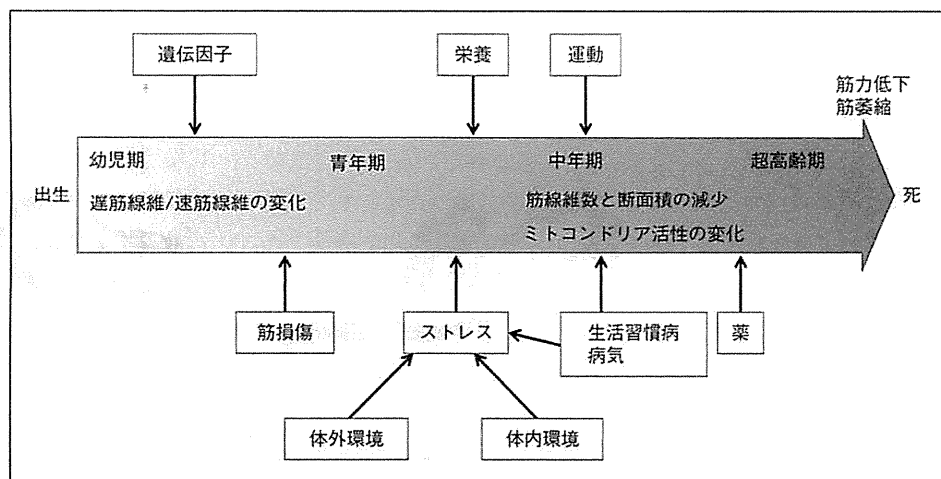 遺伝因子
栄養
運動
筋力低下
筋萎縮
幼児期
青年期
中年期
超高齢期
出生
遅筋線維/速筋線維の変化
筋線維数と断面積の減少
死
ミトコンドリア活性の変化
筋損傷
ストレス
生活習慣病
病気
薬
体外環境
体内環境